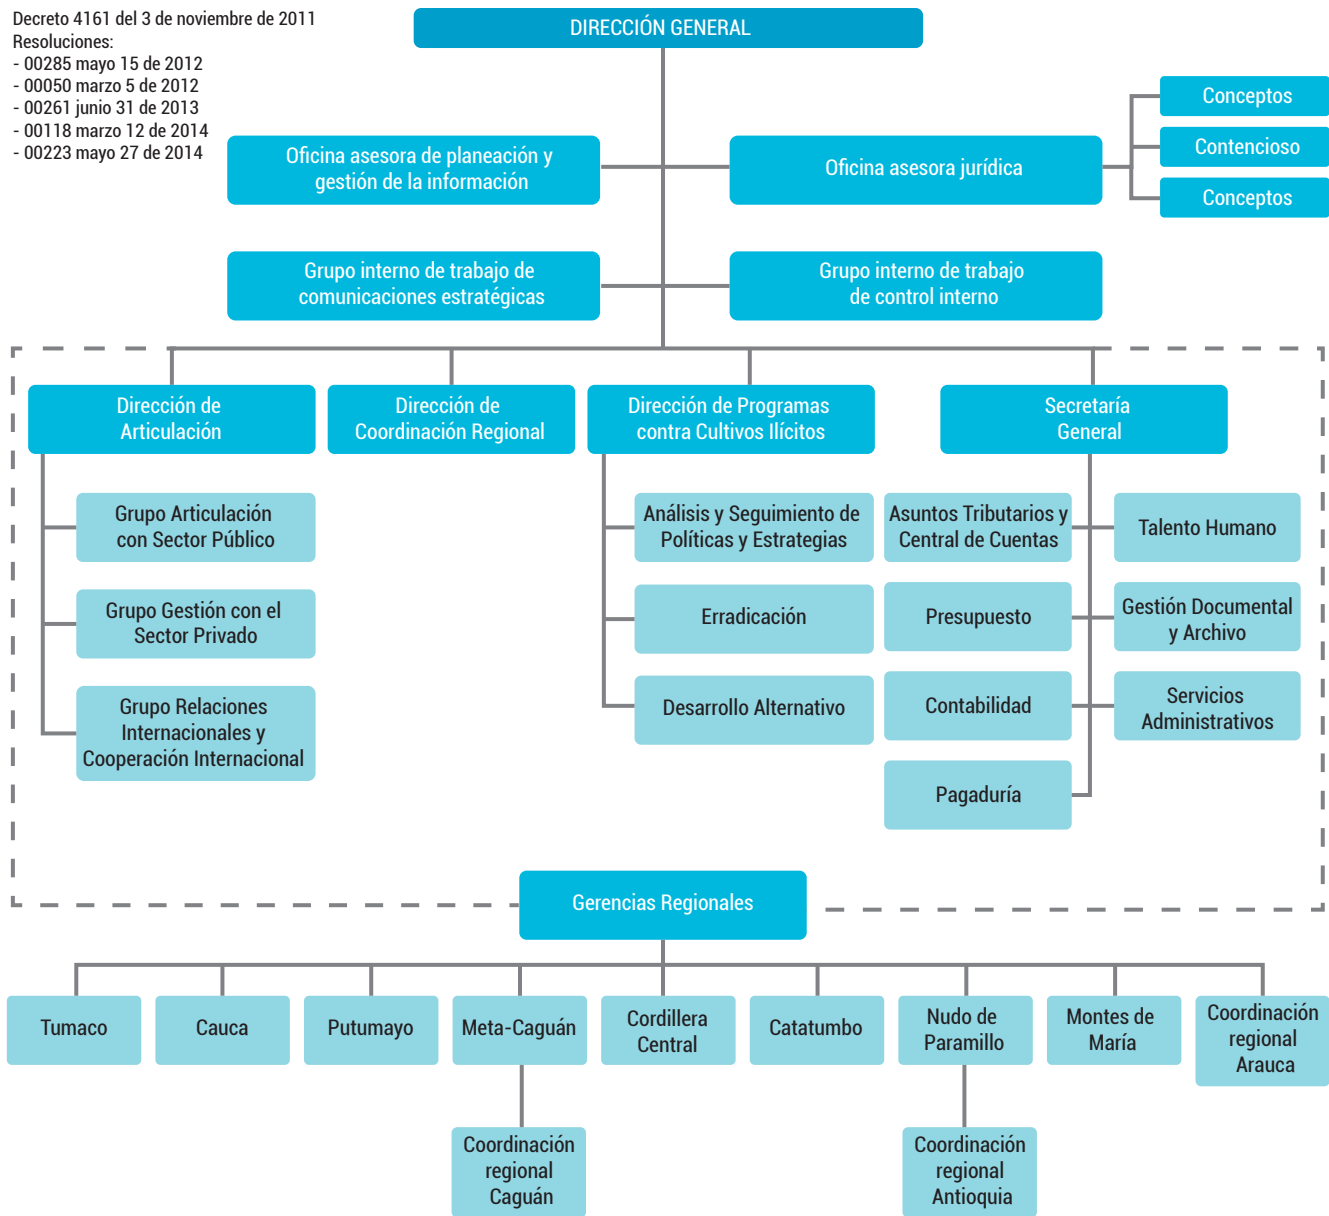 Decreto 4161 del 3 de noviembre de 2011
Resoluciones:
- 00285 mayo 15 de 2012
- 00050 marzo 5 de 2012
- 00261 junio 31 de 2013
- 00118 marzo 12 de 2014
- 00223 mayo 27 de 2014
DIRECCIÓN GENERAL
Oficina asesora de planeación y
gestión de la información
Oficina asesora jurídica
Conceptos
Contencioso
Conceptos
Grupo interno de trabajo de
comunicaciones estratégicas
Grupo interno de trabajo
de control interno
Dirección de
Articulación
Dirección de
Coordinación Regional
Dirección de Programas
contra Cultivos Ilícitos
Secretaría
General
Grupo Articulación
con Sector Público
Grupo Gestión con el
Sector Privado
Grupo Relaciones
Internacionales y
Cooperación Internacional
Análisis y Seguimiento de
Políticas y Estrategias
Erradicación
Desarrollo Alternativo
Asuntos Tributarios y
Central de Cuentas
Presupuesto
Contabilidad
Pagaduría
Talento Humano
Gestión Documental
y Archivo
Servicios
Administrativos
Gerencias Regionales
Tumaco
Cauca
Putumayo
Meta-Caguán
Cordillera
Central
Catatumbo
Nudo de
Paramillo
Montes de
María
Coordinación
regional
Arauca
Coordinación
regional
Caguán
Coordinación
regional
Antioquia